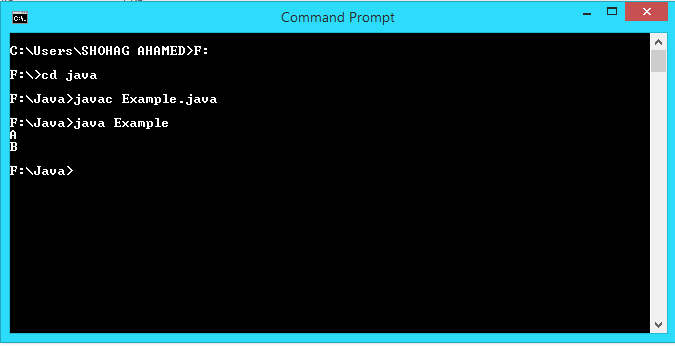 Command Prompt
C:\Users\SHOHAG AHAMED>F:
F:\>cd java
F:\Java>javac Example.java
F:\Java>java Example
A
B
F:\Java>